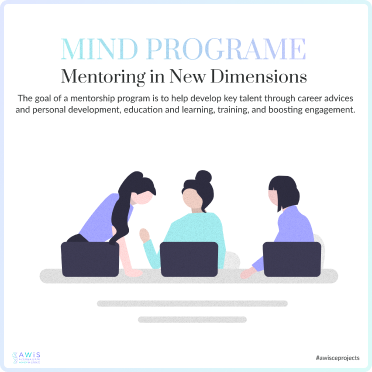 MIND PROGRAME
Mentoring in New Dimensions
The goal of a mentorship program is to help develop key talent through career advices
and personal development, education and learning, training, and boosting engagement.
AWiS
#awisceprojects